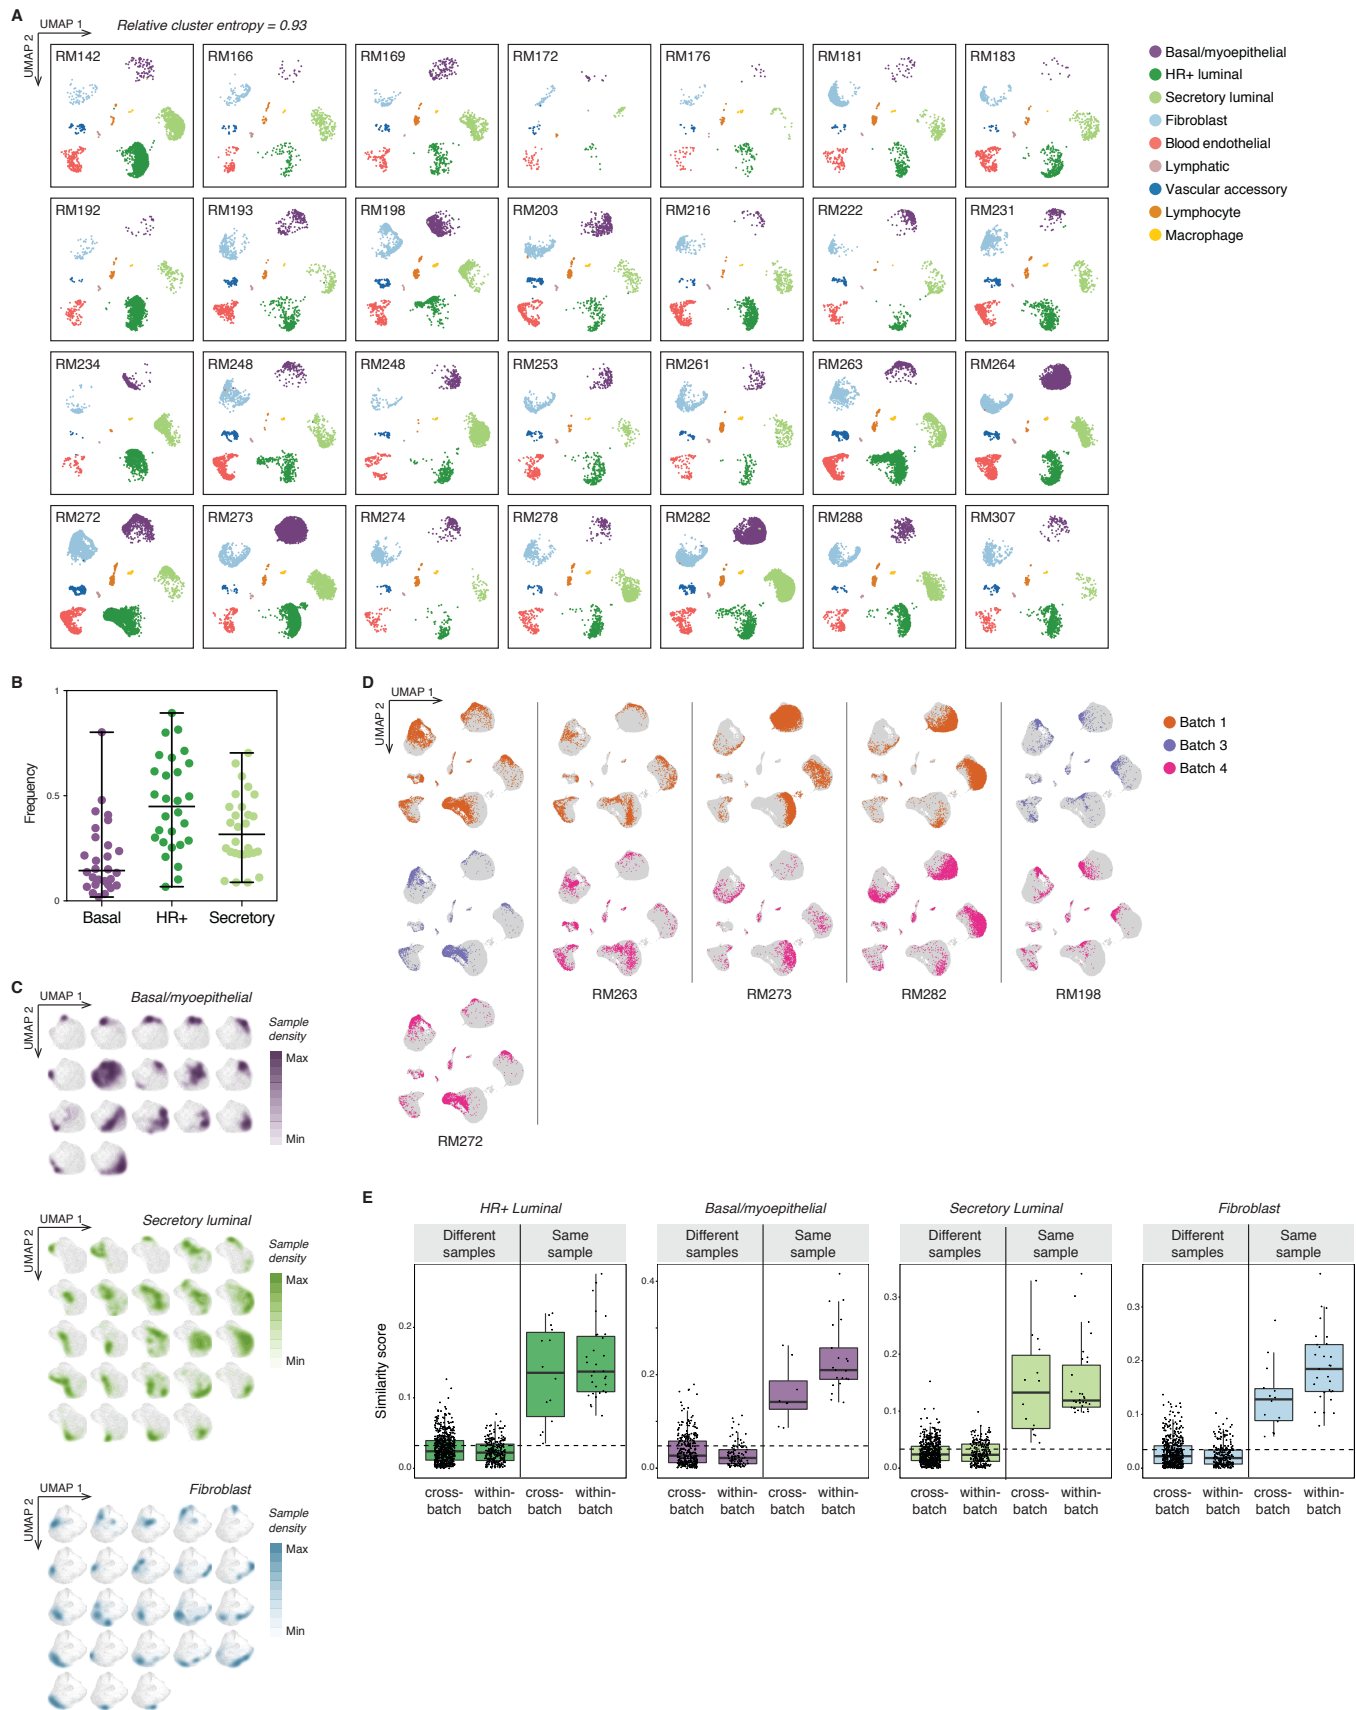 A
UMAP 1
UMAP 2
Relative cluster entropy = 0.93
RM142
RM166
RM169
RM172
RM176
RM181
RM183
RM192
RM193
RM198
RM203
RM216
RM222
RM231
RM234
RM248
RM248
RM253
RM261
RM263
RM264
RM272
RM273
RM274
RM278
RM282
RM288
RM307
Basal/myoepithelial
HR+ luminal
Secretory luminal
Fibroblast
Blood endothelial
Lymphatic
Vascular accessory
Lymphocyte
Macrophage
B
Frequency
1
0.5
0
Basal
HR+
Secretory
C
UMAP 1
UMAP 2
Basal/myoepithelial
Sample
density
Max
Min
UMAP 1
UMAP 2
Secretory luminal
Sample
density
Max
Min
UMAP 1
UMAP 2
Fibroblast
Sample
density
Max
Min
D
UMAP 1
UMAP 2
Batch 1
Batch 3
Batch 4
RM263
RM273
RM282
RM198
RM272
E
Similarity score
HR+ Luminal
Different
samples
Same
sample
0.2
0.1
0.0
cross-
batch
within-
batch
cross-
batch
within-
batch
Basal/myoepithelial
Different
samples
Same
sample
0.4
0.2
0.0
cross-
batch
within-
batch
cross-
batch
within-
batch
Secretory Luminal
Different
samples
Same
sample
0.3
0.2
0.1
0.0
cross-
batch
within-
batch
cross-
batch
within-
batch
Fibroblast
Different
samples
Same
sample
0.3
0.2
0.1
0.0
cross-
batch
within-
batch
cross-
batch
within-
batch